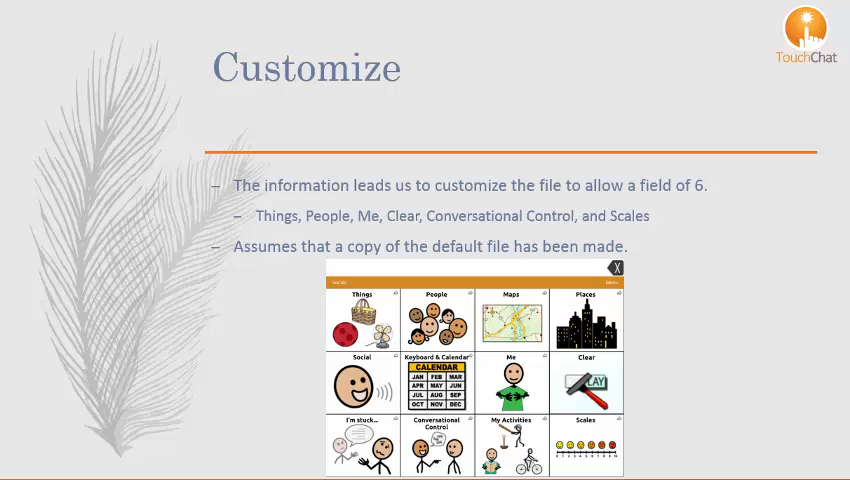 TouchChat
Customize
– The information leads us to customize the file to allow a field of 6.
– Things, People, Me, Clear, Conversational Control, and Scales
– Assumes that a copy of the default file has been made.
X
Menu
Things People Maps Places
Social Keyboard & Calendar Me Clear
CALENDAR
JAN FEB MAR
APR MAY JUN
JUL AUG SEP
OCT NOV DEC
LAY
I'm stuck... Conversational Control My Activities Scales